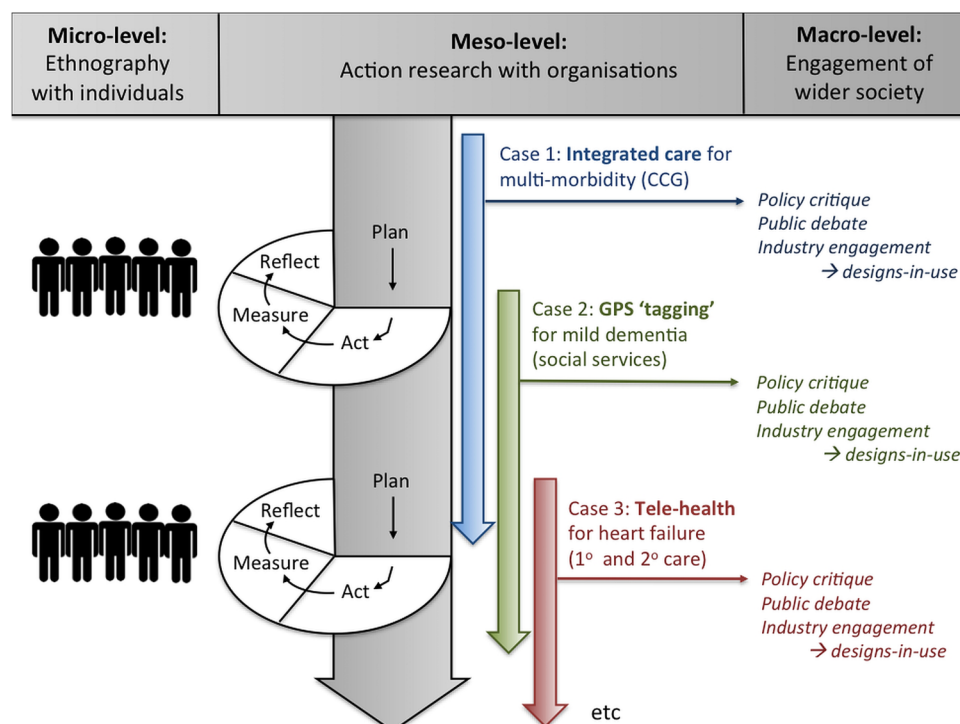 Micro-level:
Ethnography
with individuals
Meso-level:
Action research with organisations
Macro-level:
Engagement of
wider society
Case 1: Integrated care for
multi-morbidity (CCG)
Policy critique
Public debate
Industry engagement
→ designs-in-use
Plan
Reflect
Measure
Act
Case 2: GPS ‘tagging’
for mild dementia
(social services)
Policy critique
Public debate
Industry engagement
→ designs-in-use
Plan
Reflect
Measure
Act
Case 3: Tele-health
for heart failure
(1º and 2º care)
Policy critique
Public debate
Industry engagement
→ designs-in-use
etc